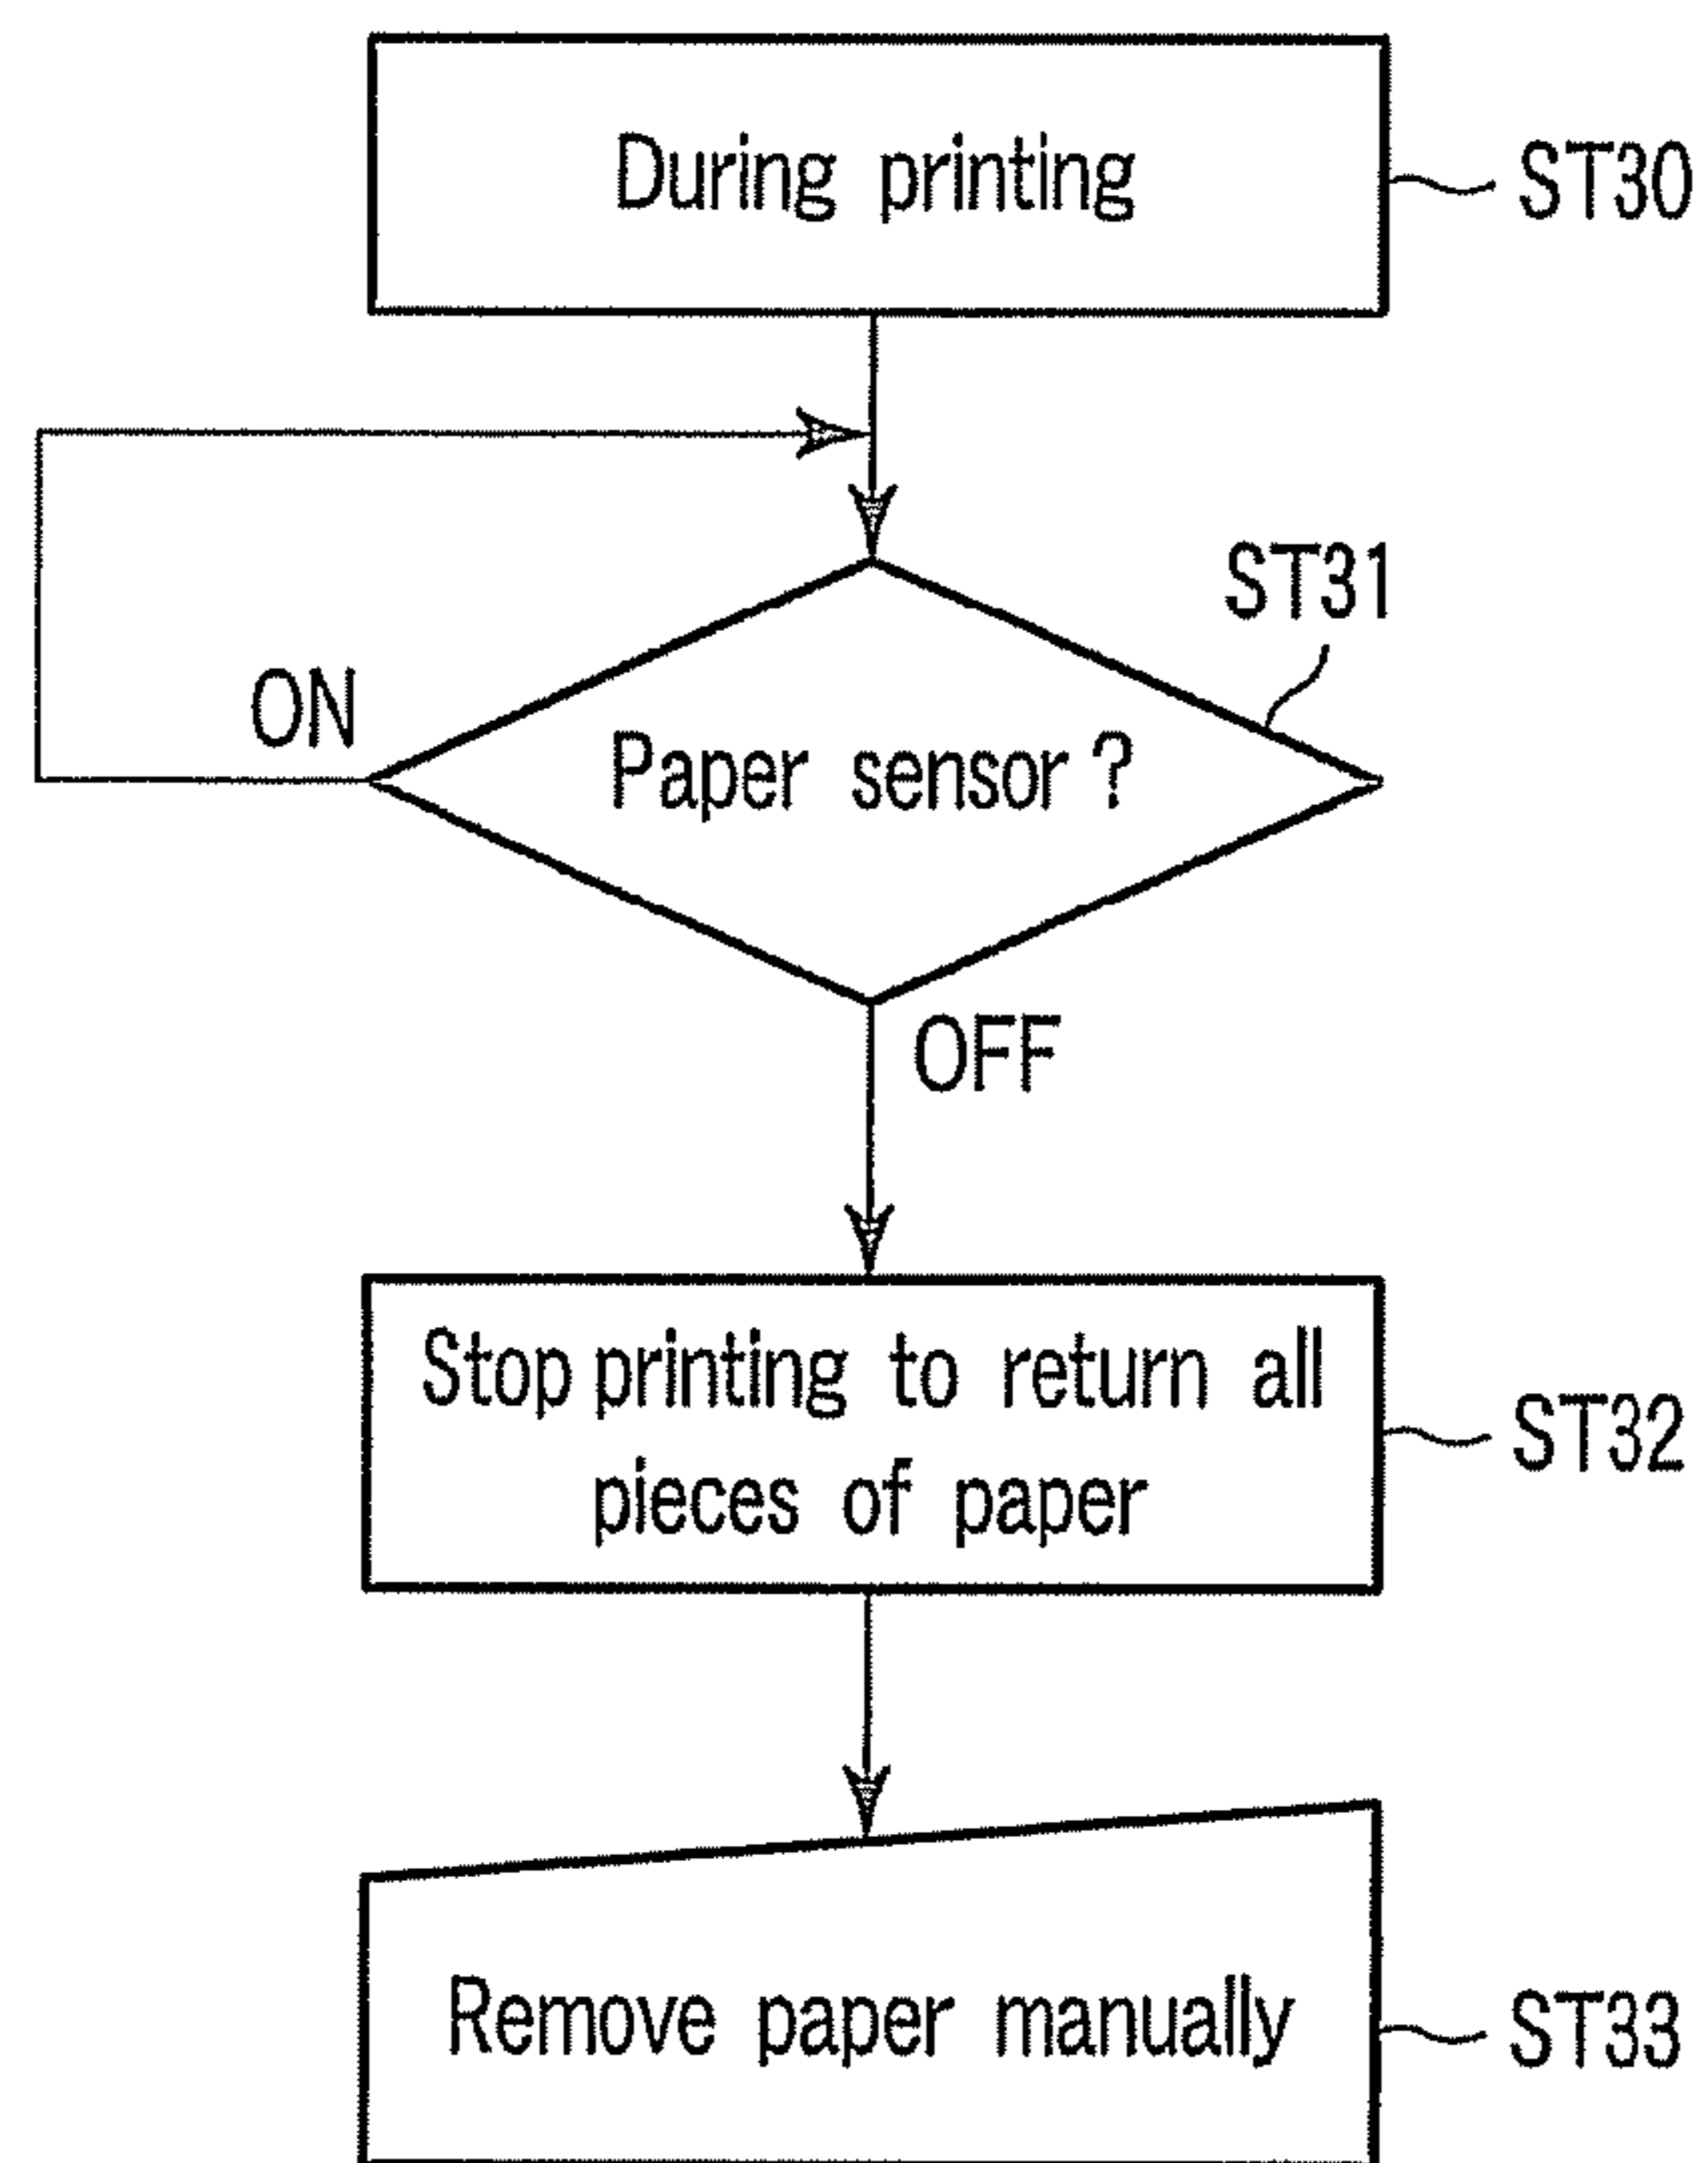 During printing
ST30
ST31
ON
Paper sensor ?
OFF
Stop printing to return all
pieces of paper
ST32
Remove paper manually
ST33